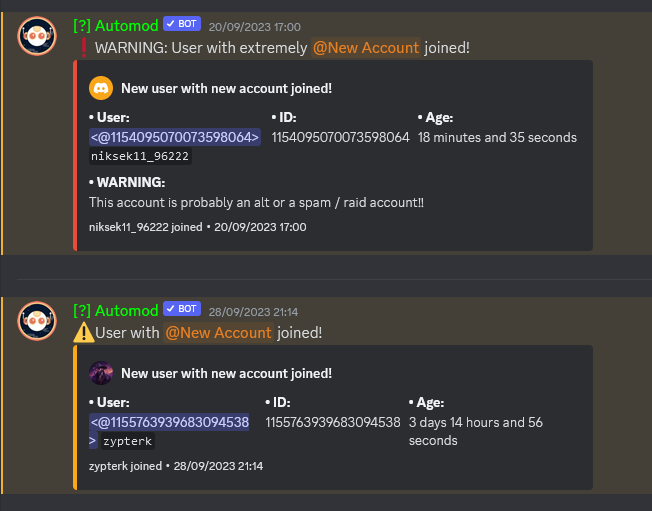 [?] Automod ✓ BOT 20/09/2023 17:00
❗ WARNING: User with extremely @New Account joined!
New user with new account joined!
• User: • ID: • Age:
<@1154095070073598064> 1154095070073598064 18 minutes and 35 seconds
niksek11_96222
• WARNING:
This account is probably an alt or a spam / raid account!!
niksek11_96222 joined • 20/09/2023 17:00
[?] Automod ✓ BOT 28/09/2023 21:14
⚠️User with @New Account joined!
New user with new account joined!
• User: • ID: • Age:
<@1155763939683094538 1155763939683094538 3 days 14 hours and 56
> zypterk seconds
zypterk joined • 28/09/2023 21:14